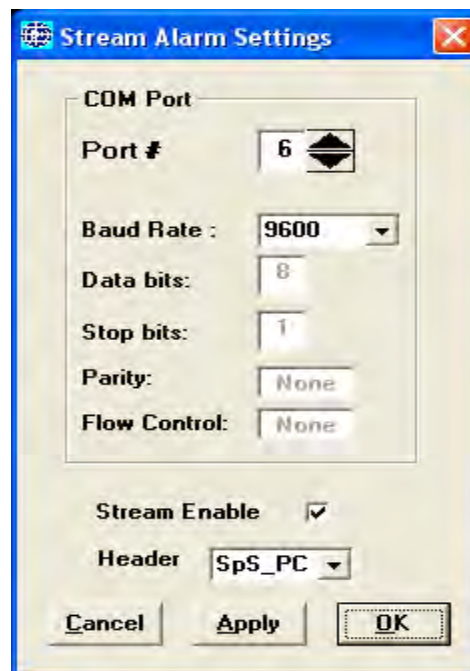 Stream Alarm Settings
COM Port
Port # 6
Baud Rate : 9600
Data bits: 8
Stop bits: 1
Parity: None
Flow Control: None
Stream Enable
Header SpS_PC
Cancel Apply OK